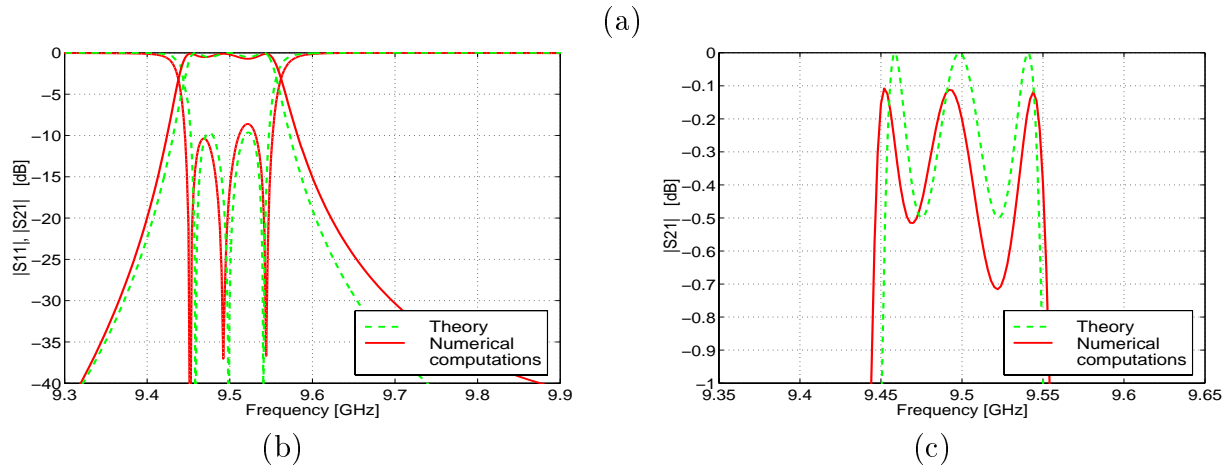 (a)
0
−5
−10
−15
−20
−25
−30
−35
−40
|S11|, |S21| [dB]
9.3
9.4
9.5
9.6
9.7
9.8
9.9
Frequency [GHz]
Theory
Numerical
computations
(b)
0
−0.1
−0.2
−0.3
−0.4
−0.5
−0.6
−0.7
−0.8
−0.9
−1
|S21| [dB]
9.35
9.4
9.45
9.5
9.55
9.6
9.65
Frequency [GHz]
Theory
Numerical
computations
(c)